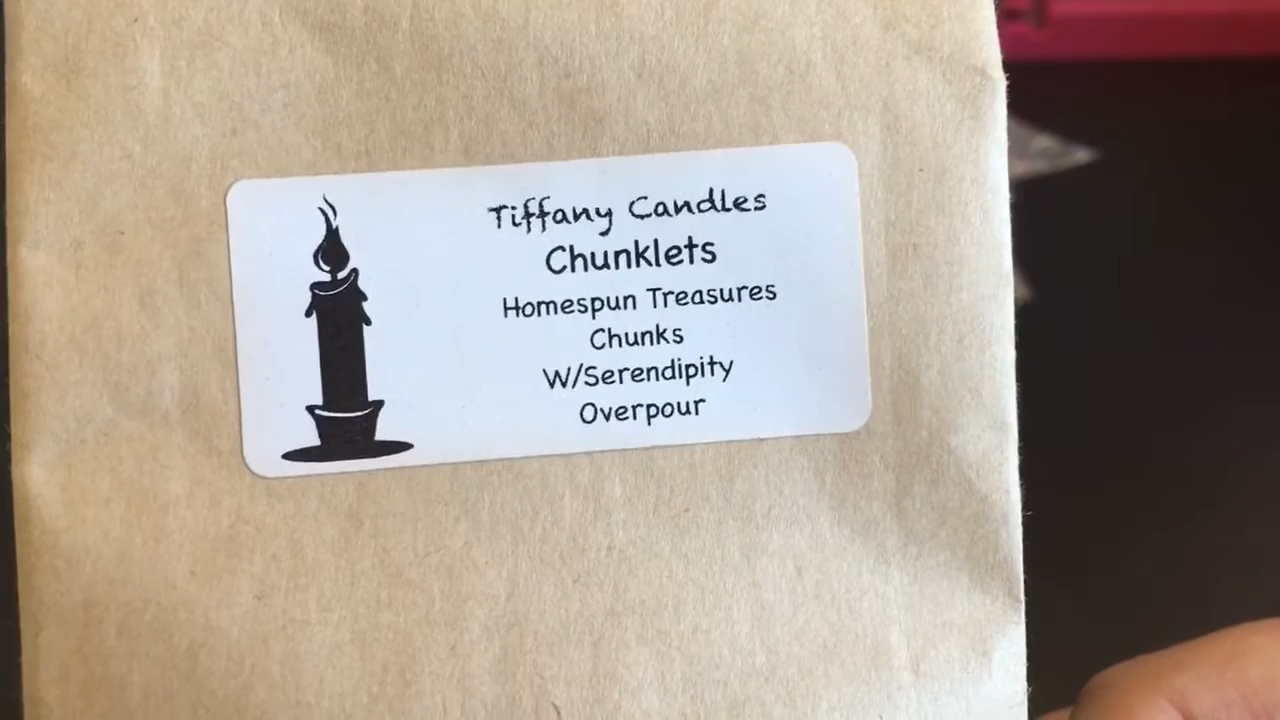 Tiffany Candles
Chunklets
Homespun Treasures
Chunks
W/Serendipity
Overpour